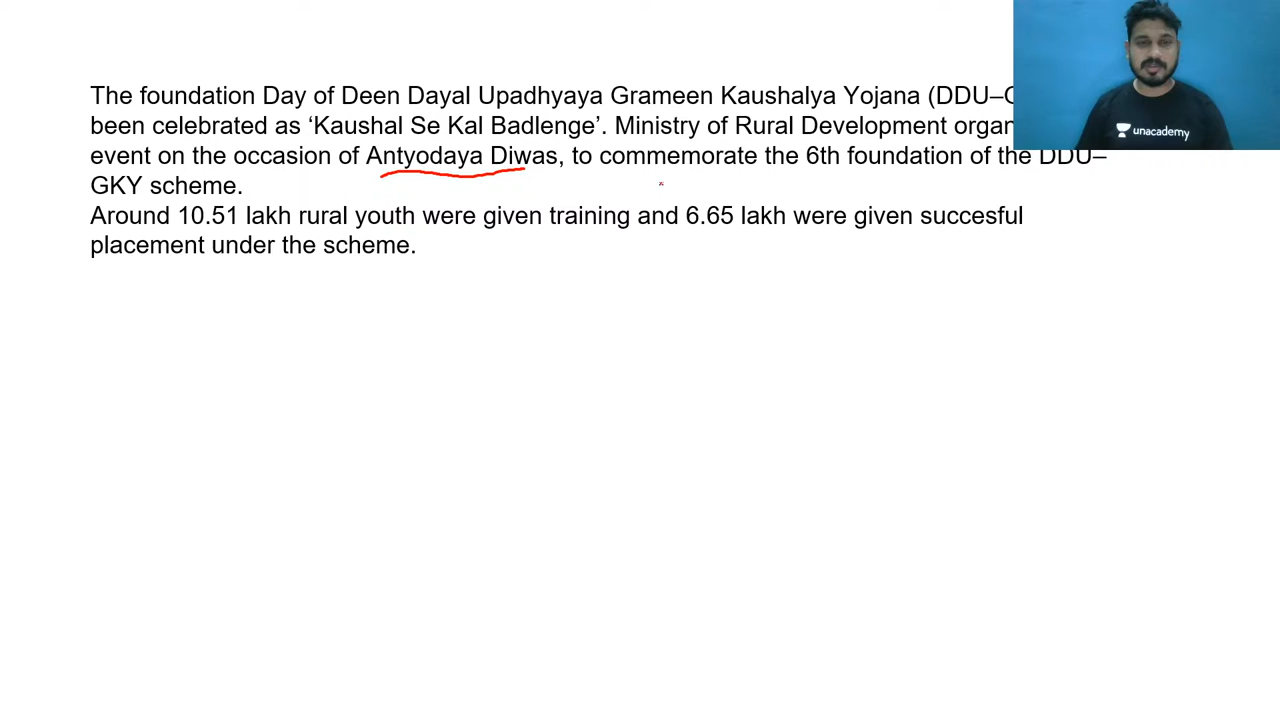 The foundation Day of Deen Dayal Upadhyaya Grameen Kaushalya Yojana (DDU–
been celebrated as ‘Kaushal Se Kal Badlenge’. Ministry of Rural Development
event on the occasion of Antyodaya Diwas, to commemorate the 6th foundation of the DDU–
GKY scheme.
Around 10.51 lakh rural youth were given training and 6.65 lakh were given succesful
placement under the scheme.
unacademy